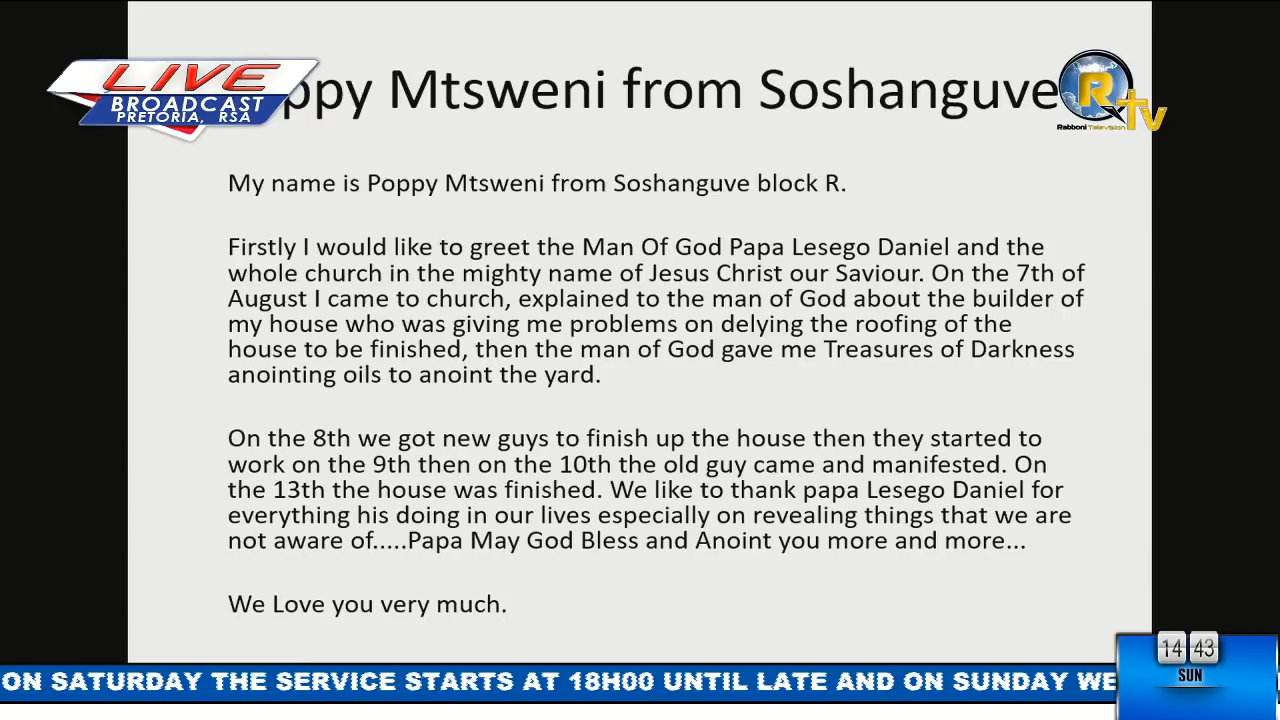 LIVE
BROADCAST
PRETORIA, RSA
ppy Mtsweni from Soshanguve
R
tv
Rabboni Television
My name is Poppy Mtsweni from Soshanguve block R.
Firstly I would like to greet the Man Of God Papa Lesego Daniel and the
whole church in the mighty name of Jesus Christ our Saviour. On the 7th of
August I came to church, explained to the man of God about the builder of
my house who was giving me problems on delying the roofing of the
house to be finished, then the man of God gave me Treasures of Darkness
anointing oils to anoint the yard.
On the 8th we got new guys to finish up the house then they started to
work on the 9th then on the 10th the old guy came and manifested. On
the 13th the house was finished. We like to thank papa Lesego Daniel for
everything his doing in our lives especially on revealing things that we are
not aware of.....Papa May God Bless and Anoint you more and more...
We Love you very much.
14 43
SUN
ON SATURDAY THE SERVICE STARTS AT 18H00 UNTIL LATE AND ON SUNDAY WE